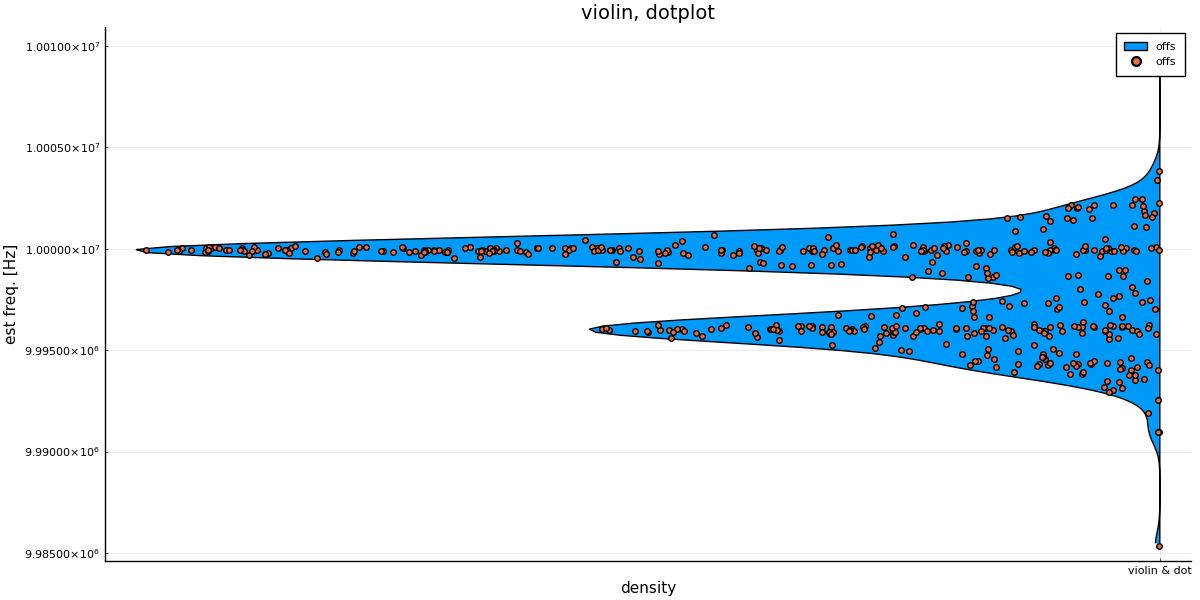 violin, dotplot
offs
offs
1.00100×10⁷
1.00050×10⁷
1.00000×10⁷
9.99500×10⁶
9.99000×10⁶
9.98500×10⁶
est freq. [Hz]
violin & dot
density